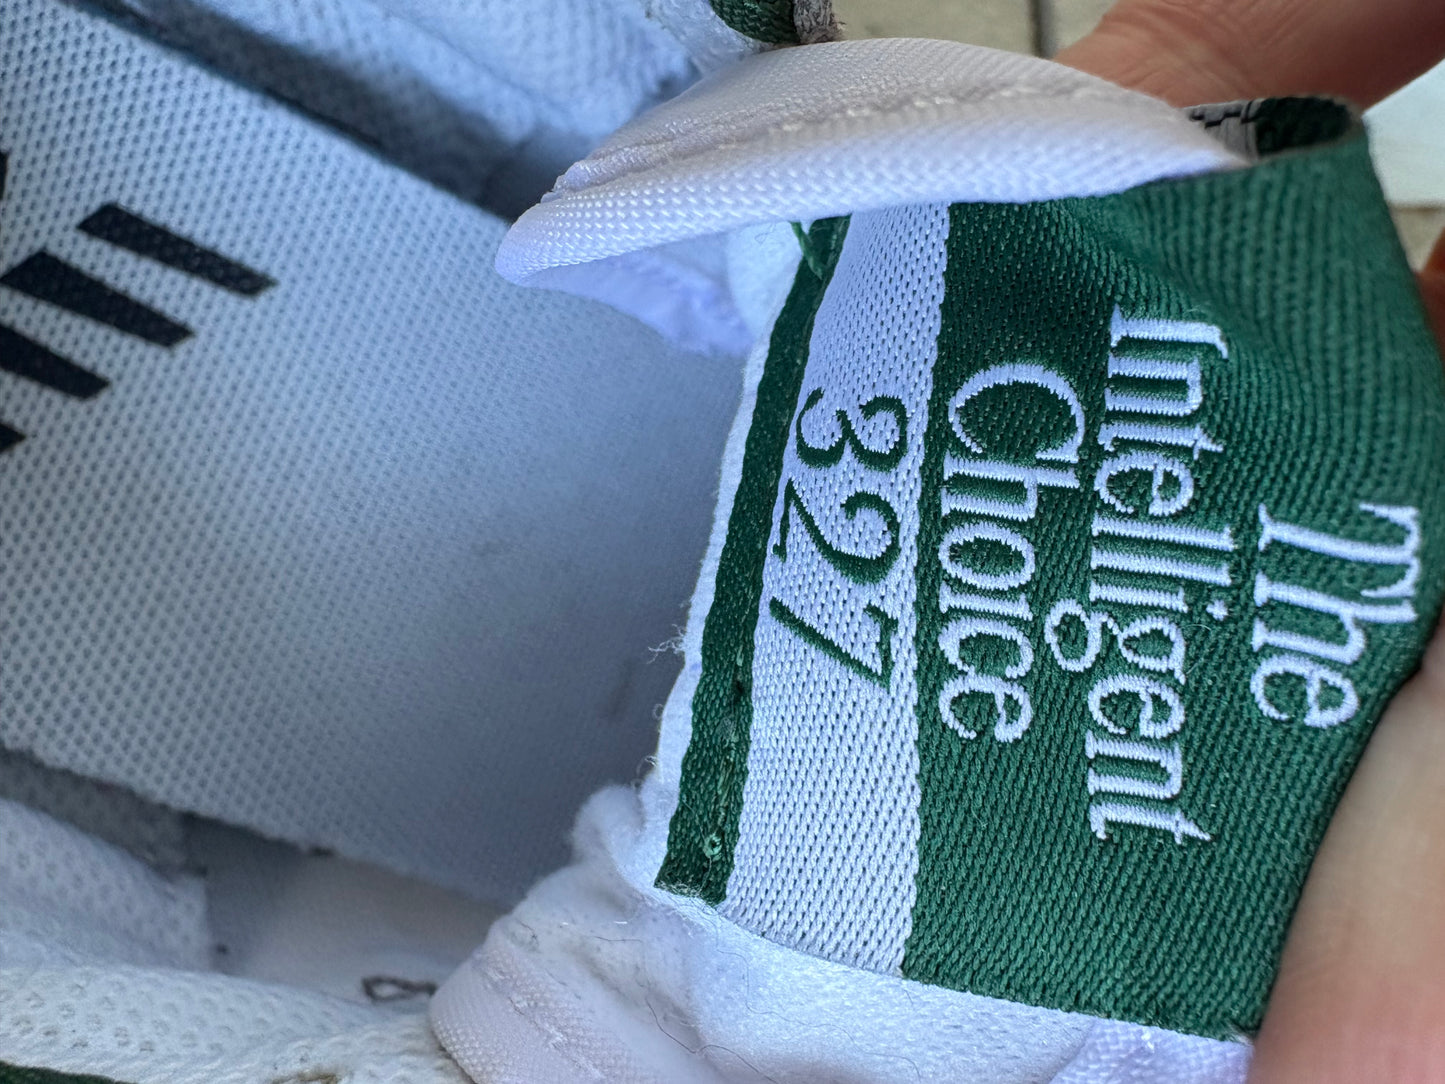 The
Intelligent
Choice
327